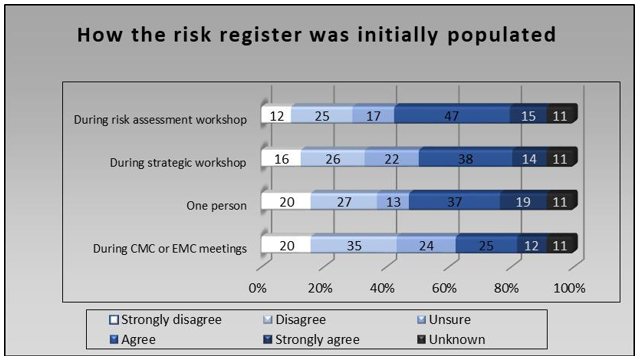 How the risk register was initially populated
During risk assessment workshop 12 25 17 47 15 11
During strategic workshop 16 26 22 38 14 11
One person 20 27 13 37 19 11
During CMC or EMC meetings 20 35 24 25 12 11
0% 20% 40% 60% 80% 100%
Strongly disagree Disagree Unsure
Agree Strongly agree Unknown